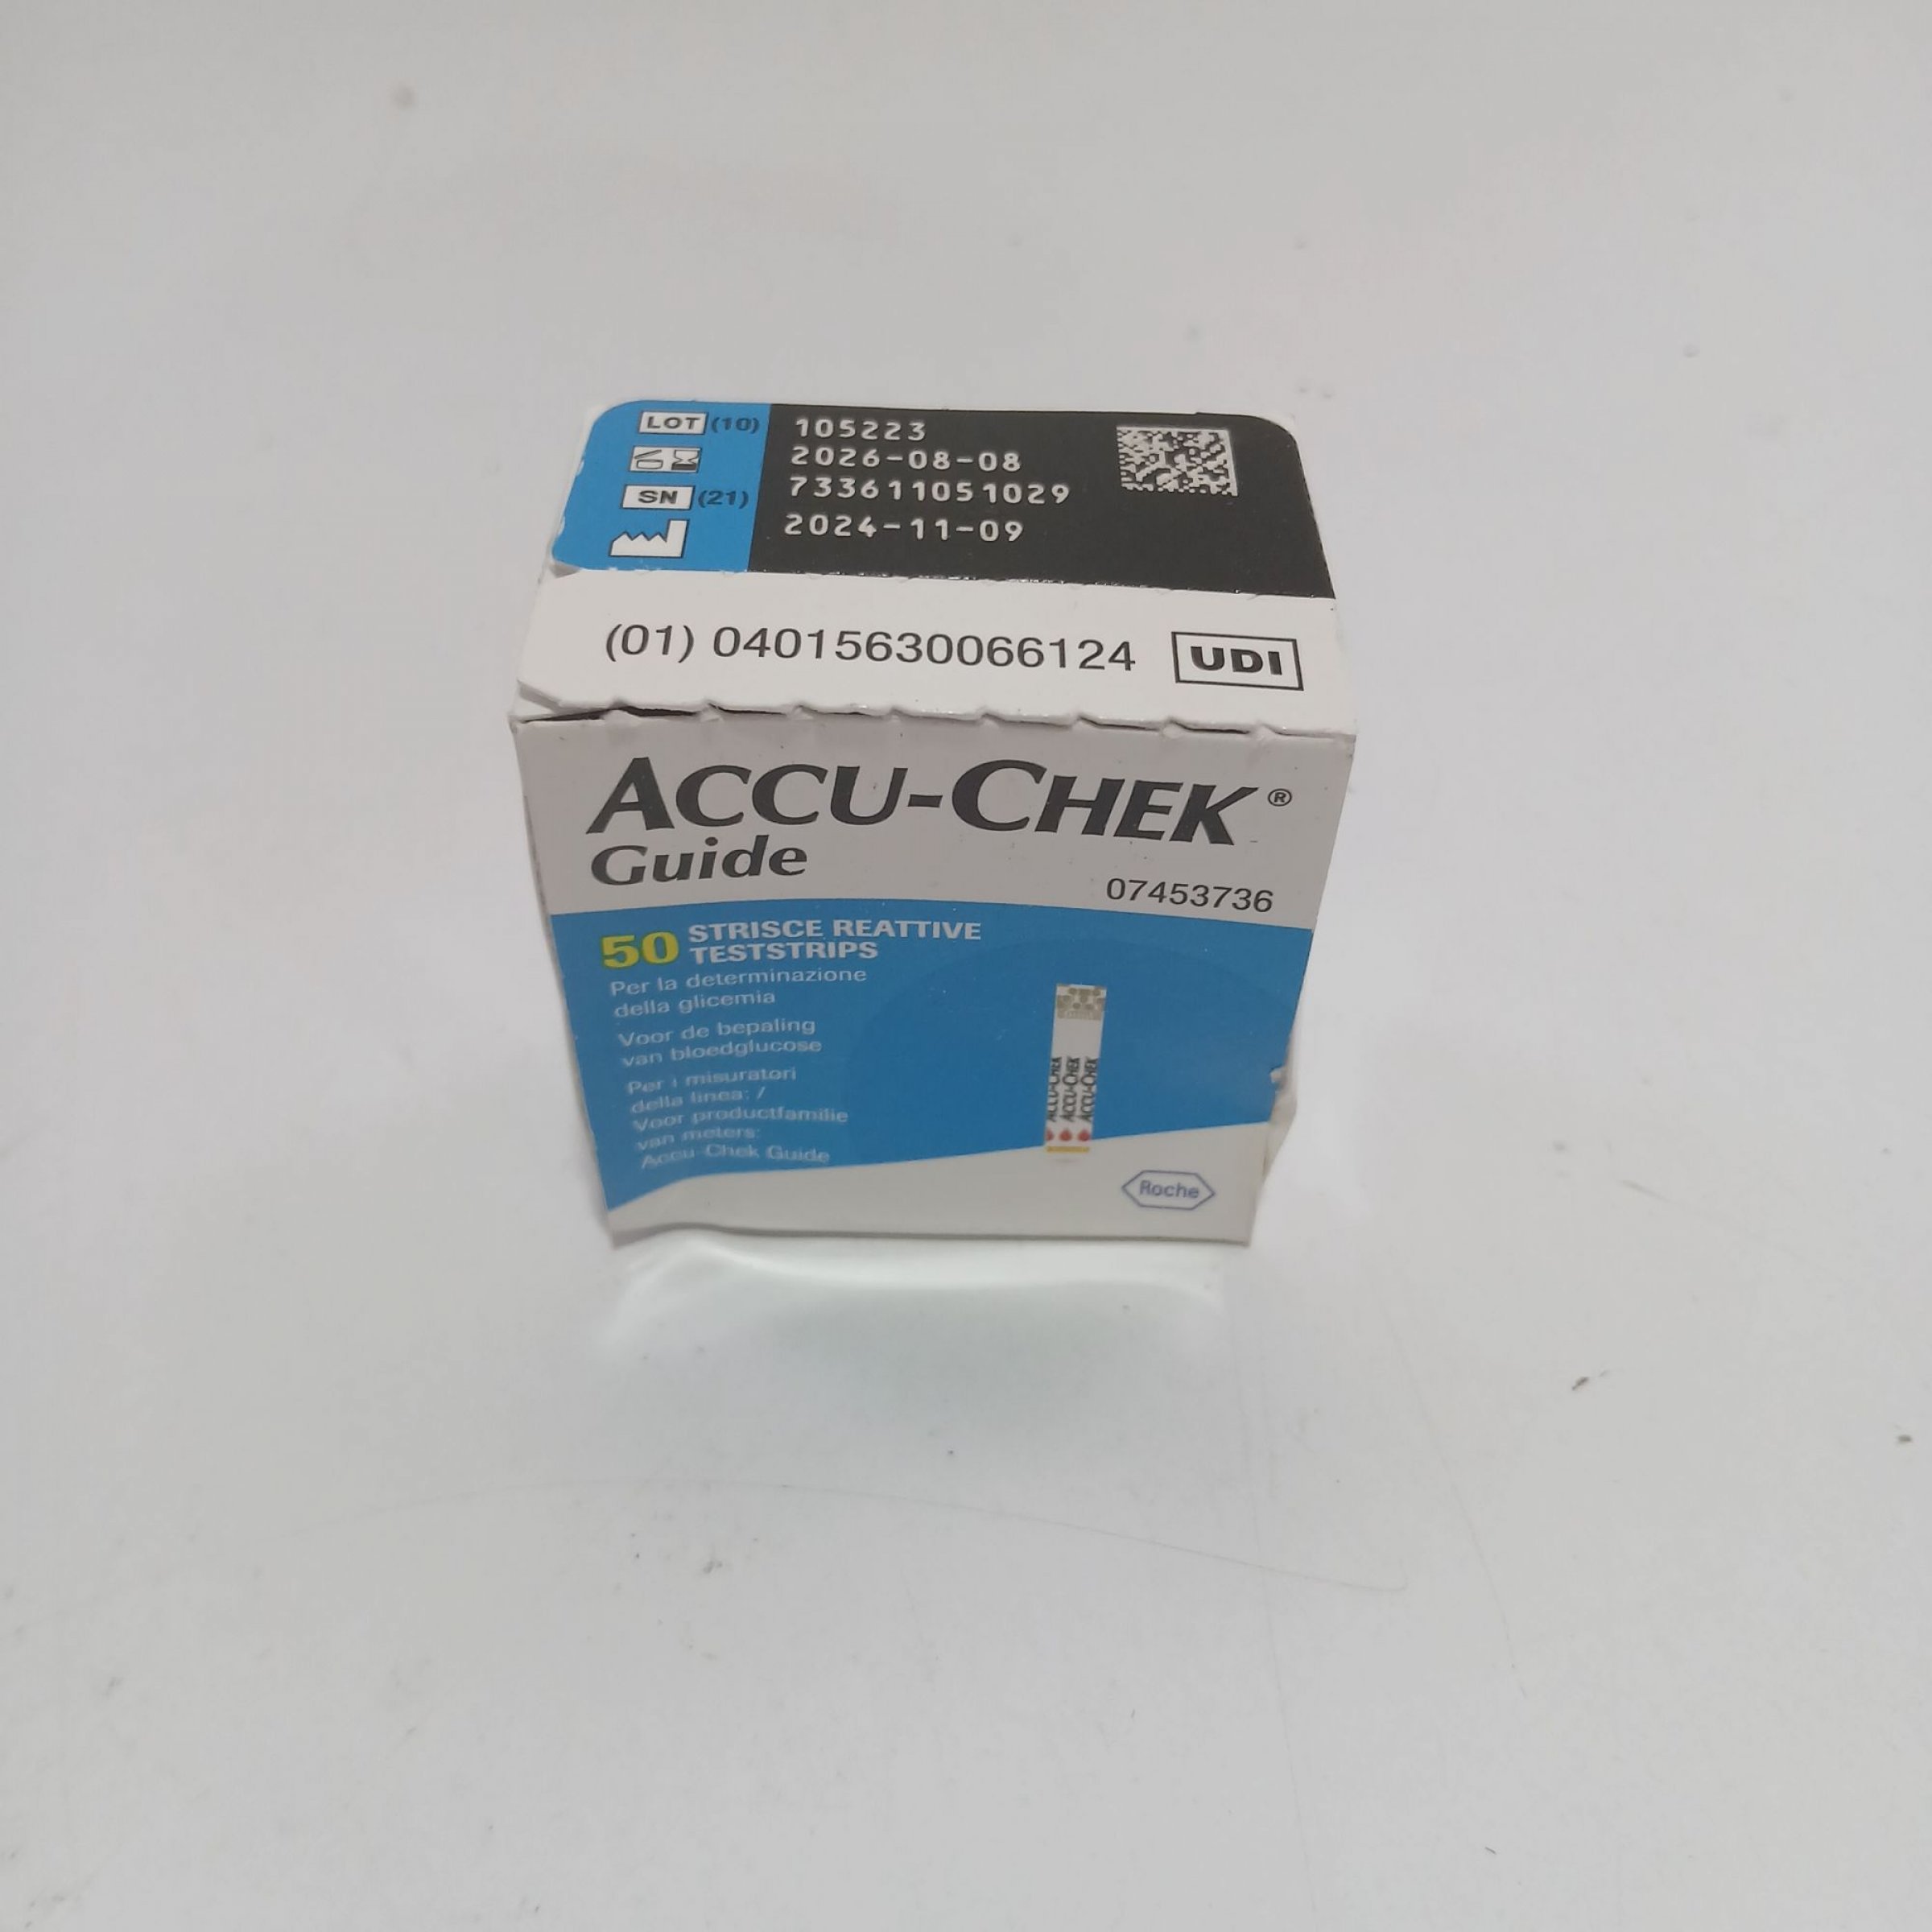 LOT (10) 105223
2026-08-08
SN (21) 733611051029
2024-11-09
(01) 04015630066124 UDI
ACCU-CHEK®
Guide
07453736
50 STRISCE REATTIVE
TESTSTRIPS
Per la determinazione
della glicemia
Voor de bepaling
van bloedglucose
Per i misuratori
della linea: /
Voor productfamilie
van meters:
Accu-Chek Guide
ACCU-CHEK
ACCU-CHEK
ACCU-CHEK
Roche